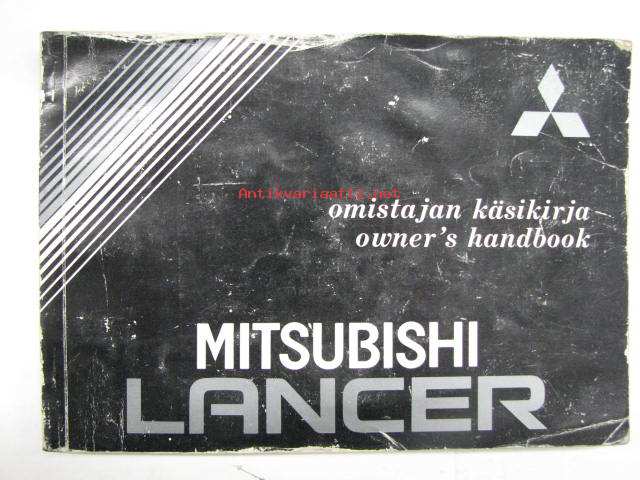 Antikvariaatti.net
omistajan käsikirja
owner's handbook
MITSUBISHI
LANCER